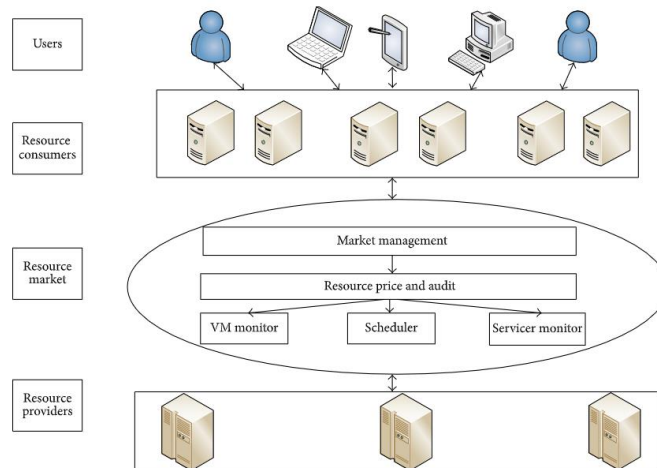 Users
Resource
consumers
Market management
Resource
market
Resource price and audit
VM monitor
Scheduler
Servicer monitor
Resource
providers